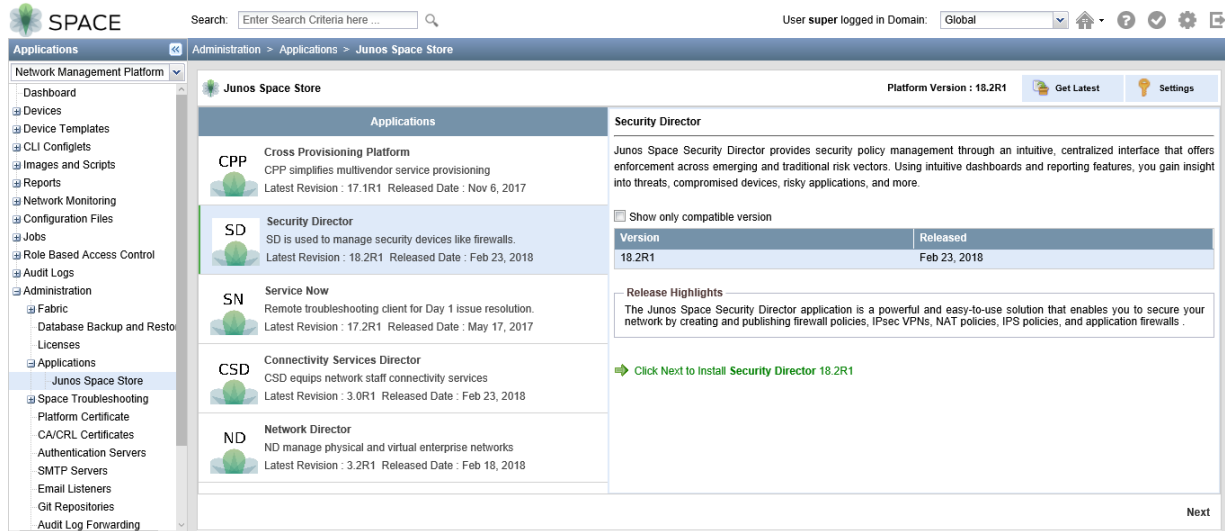 SPACE
Search: Enter Search Criteria here ...
User super logged in Domain: Global
Applications
Administration > Applications > Junos Space Store
Network Management Platform
Dashboard
Devices
Device Templates
CLI Configlets
Images and Scripts
Reports
Network Monitoring
Configuration Files
Jobs
Role Based Access Control
Audit Logs
Administration
Fabric
Database Backup and Resto
Licenses
Applications
Junos Space Store
Space Troubleshooting
Platform Certificate
CA/CRL Certificates
Authentication Servers
SMTP Servers
Email Listeners
Git Repositories
Audit Log Forwarding
Junos Space Store
Platform Version : 18.2R1
Get Latest
Settings
Applications
CPP
Cross Provisioning Platform
CPP simplifies multivendor service provisioning
Latest Revision : 17.1R1 Released Date : Nov 6, 2017
SD
Security Director
SD is used to manage security devices like firewalls.
Latest Revision : 18.2R1 Released Date : Feb 23, 2018
SN
Service Now
Remote troubleshooting client for Day 1 issue resolution.
Latest Revision : 17.2R1 Released Date : May 17, 2017
CSD
Connectivity Services Director
CSD equips network staff connectivity services
Latest Revision : 3.0R1 Released Date : Feb 23, 2018
ND
Network Director
ND manage physical and virtual enterprise networks
Latest Revision : 3.2R1 Released Date : Feb 18, 2018
Security Director
Junos Space Security Director provides security policy management through an intuitive, centralized interface that offers
enforcement across emerging and traditional risk vectors. Using intuitive dashboards and reporting features, you gain insight
into threats, compromised devices, risky applications, and more.
Show only compatible version
Version Released
18.2R1 Feb 23, 2018
Release Highlights
The Junos Space Security Director application is a powerful and easy-to-use solution that enables you to secure your
network by creating and publishing firewall policies, IPsec VPNs, NAT policies, IPS policies, and application firewalls .
Click Next to Install Security Director 18.2R1
Next